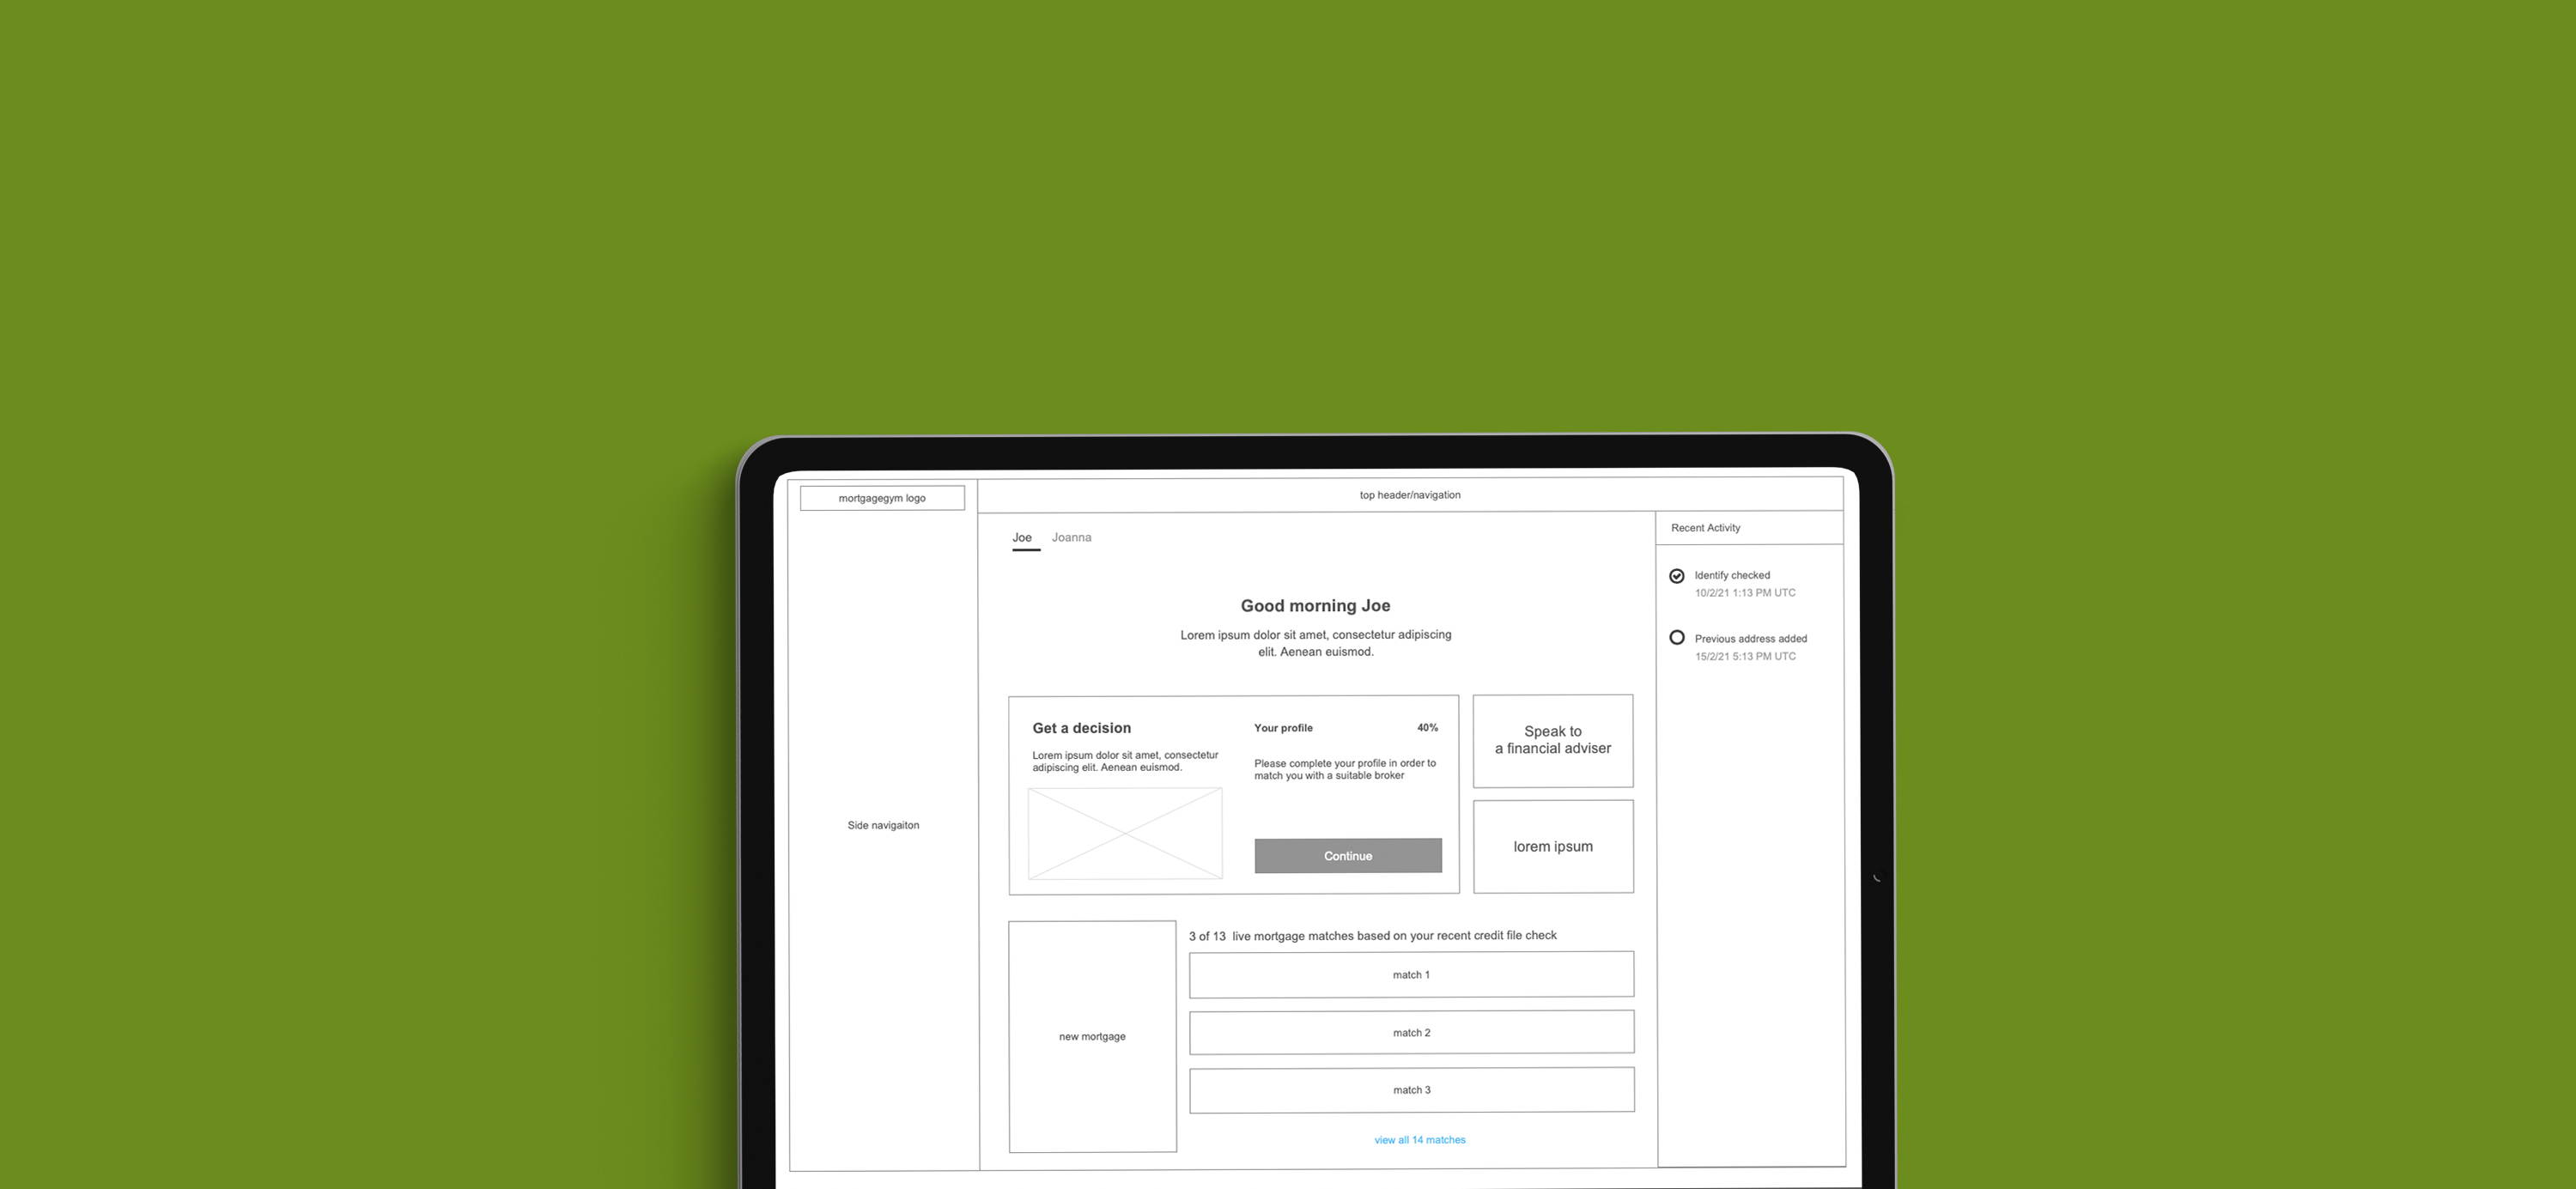 mortgagegym logo
top header/navigation
Joe Joanna
Recent Activity
Identify checked
10/2/21 1:13 PM UTC
Previous address added
15/2/21 5:13 PM UTC
Good morning Joe
Lorem ipsum dolor sit amet, consectetur adipiscing
elit. Aenean euismod.
Get a decision
Lorem ipsum dolor sit amet, consectetur
adipiscing elit. Aenean euismod.
Your profile 40%
Please complete your profile in order to
match you with a suitable broker
Continue
Speak to
a financial adviser
lorem ipsum
Side navigaiton
new mortgage
3 of 13 live mortgage matches based on your recent credit file check
match 1
match 2
match 3
view all 14 matches